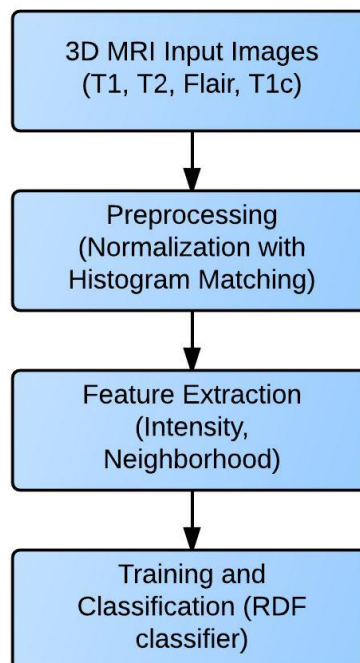 3D MRI Input Images
(T1, T2, Flair, T1c)
Preprocessing
(Normalization with
Histogram Matching)
Feature Extraction
(Intensity,
Neighborhood)
Training and
Classification (RDF
classifier)